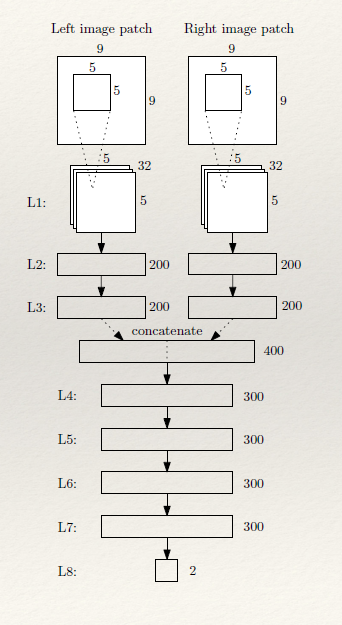 Left image patch Right image patch
9 9
5 5
5 5
9 9
5 5
32 32
L1: 5 5
L2: 200 200
L3: 200 200
concatenate
400
L4: 300
L5: 300
L6: 300
L7: 300
L8: 2